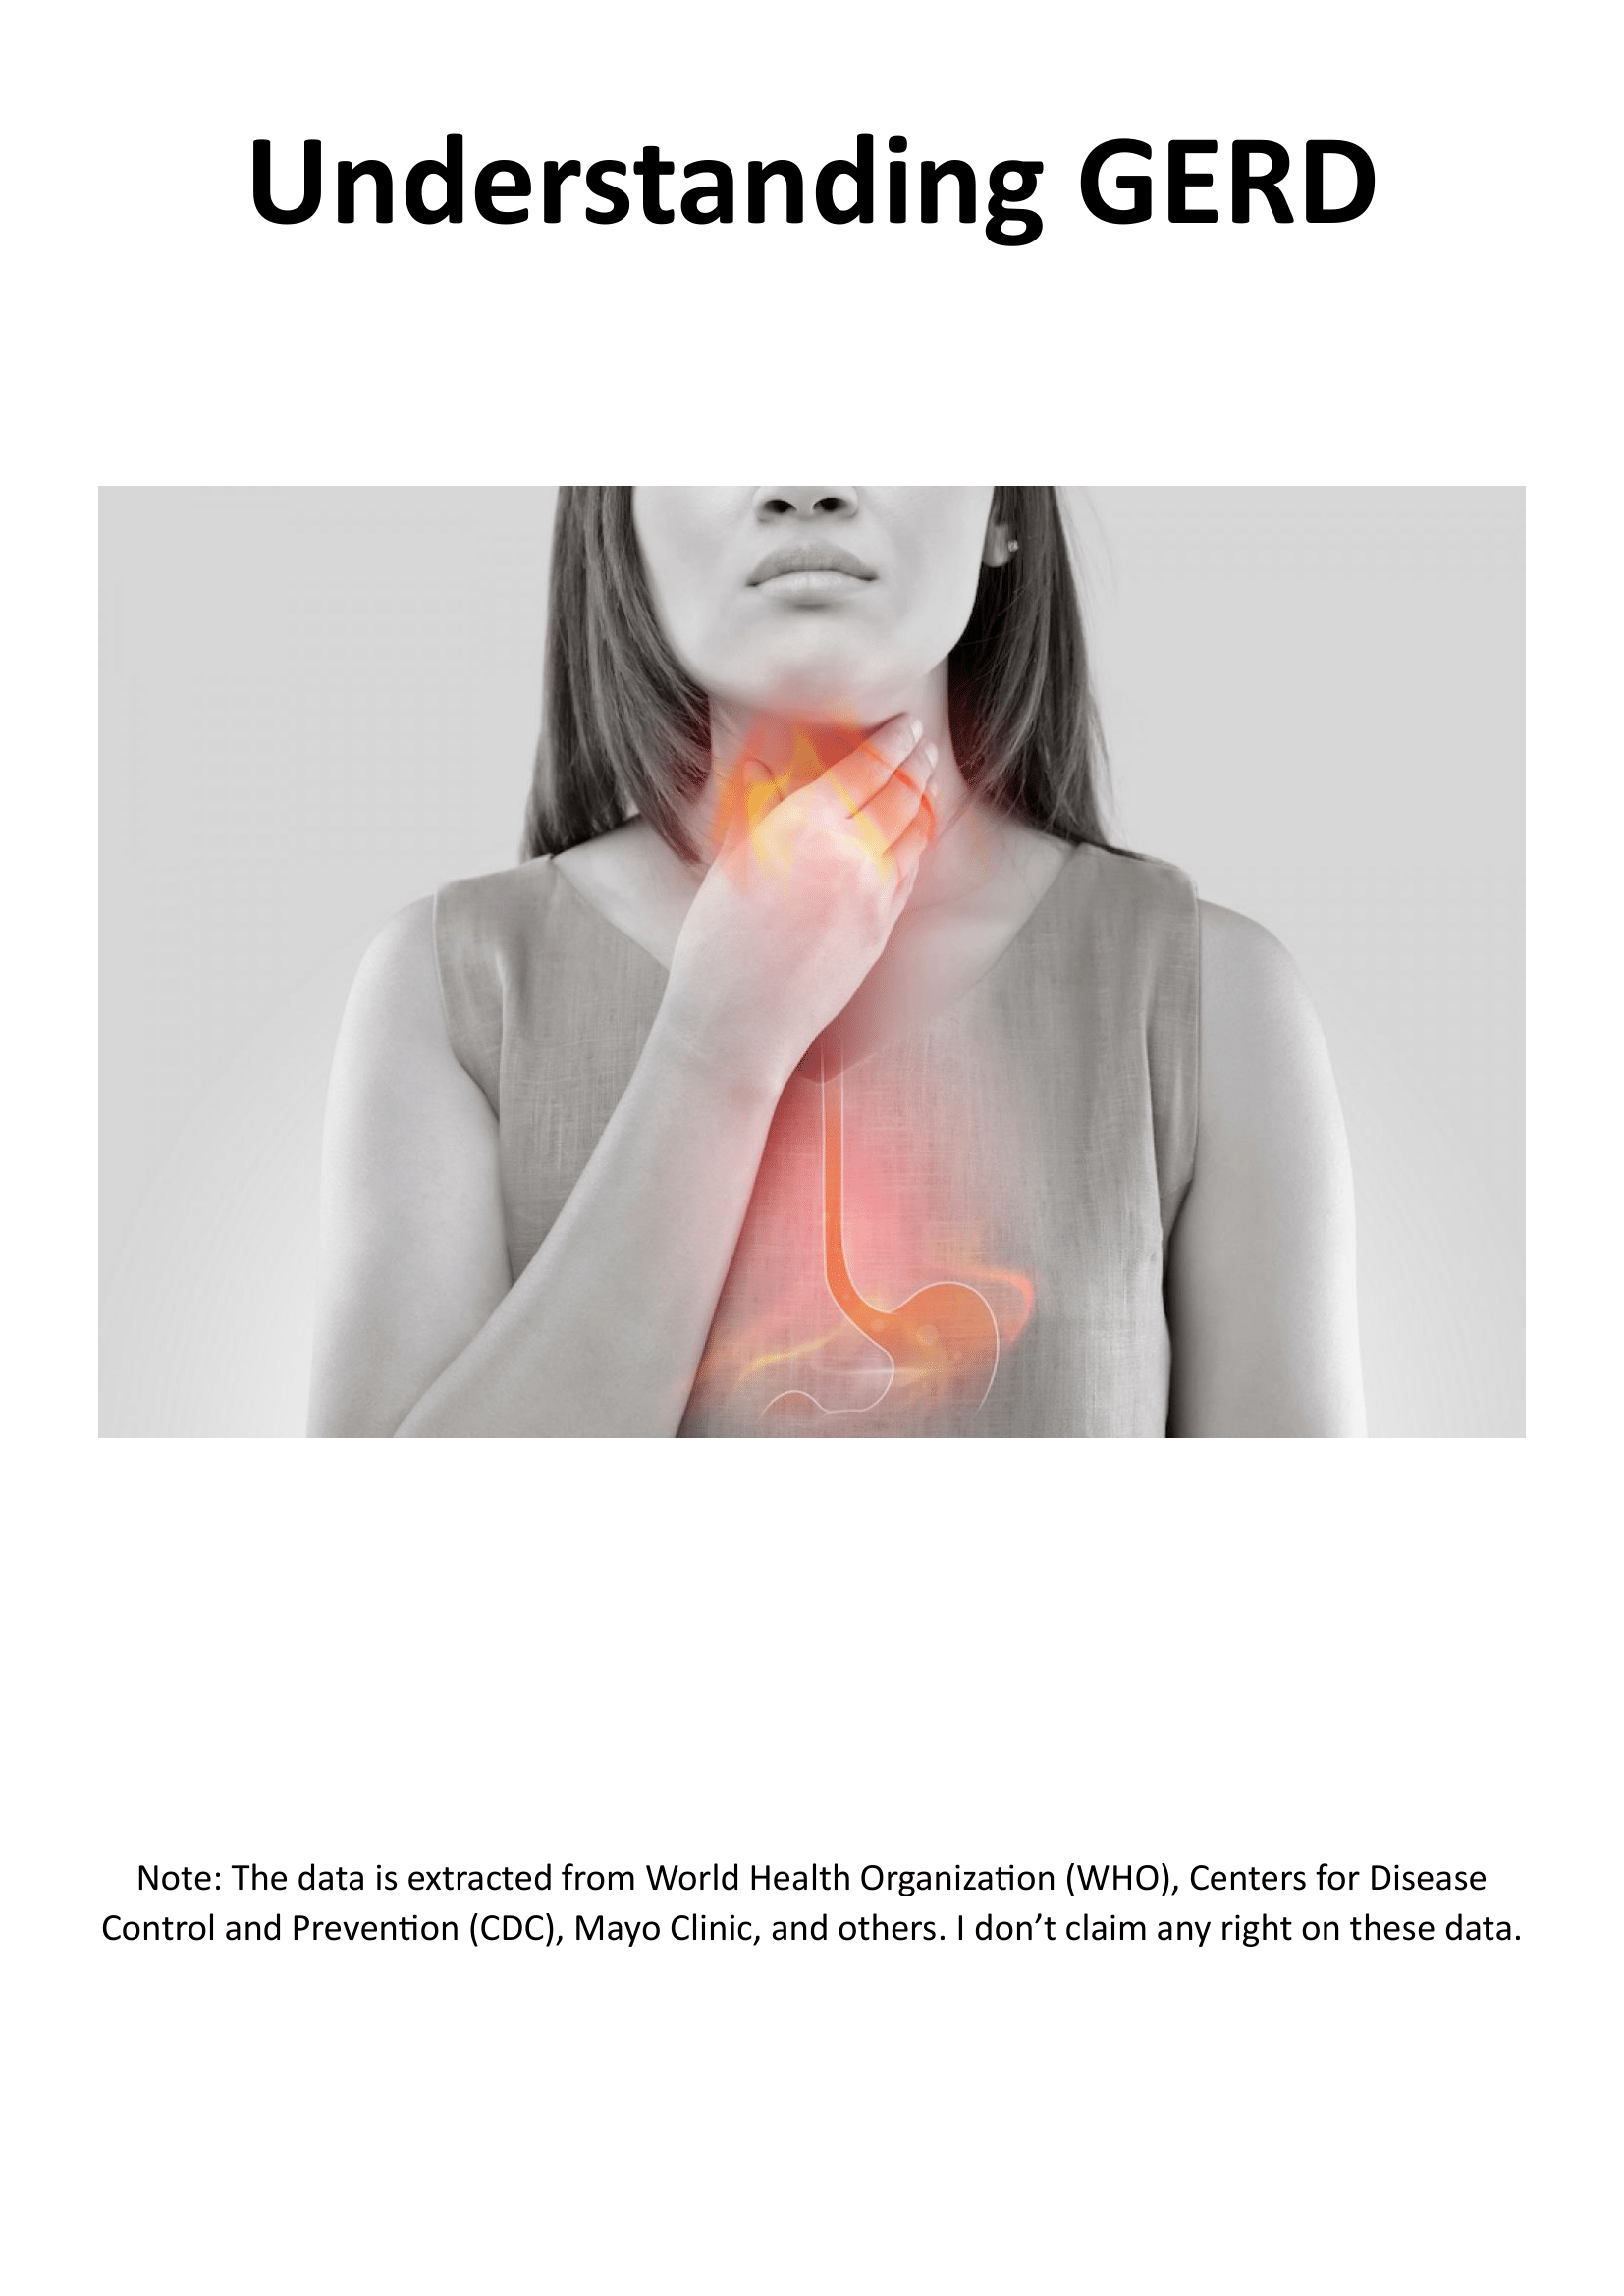 Understanding GERD
Note: The data is extracted from World Health Organization (WHO), Centers for Disease
Control and Prevention (CDC), Mayo Clinic, and others. I don’t claim any right on these data.